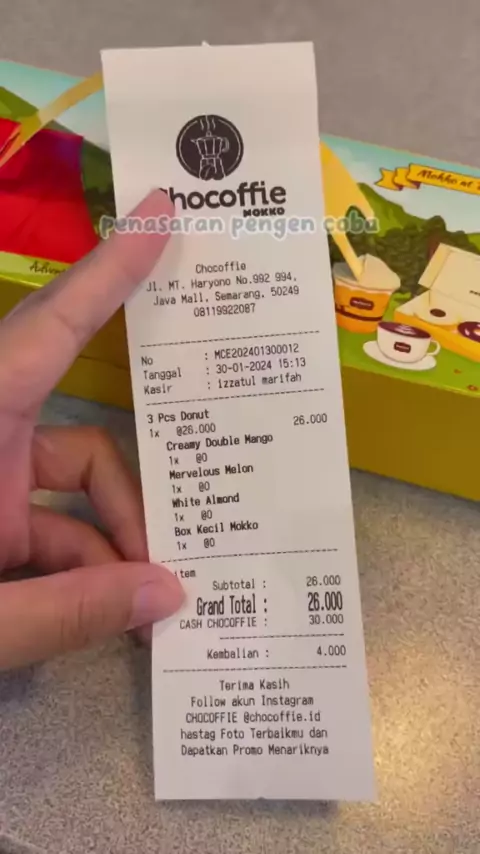 Chocoffie
MOKKO
penasaran pengen coba
Chocoffie
Jl. MT. Haryono No.992 994,
Java Mall, Semarang, 50249
08119922087
No : MCE202401300012
Tanggal : 30-01-2024 15:13
Kasir : izzatul marifah
3 Pcs Donut
1x @26.000 26.000
Creamy Double Mango
1x @0
Mervelous Melon
1x @0
White Almond
1x @0
Box Kecil Mokko
1x @0
item
Subtotal : 26.000
Grand Total : 26.000
CASH CHOCOFFIE : 30.000
Kembalian : 4.000
Terima Kasih
Follow akun Instagram
CHOCOFFIE @chocoffie.id
hastag Foto Terbaikmu dan
Dapatkan Promo Menariknya
Mokko at